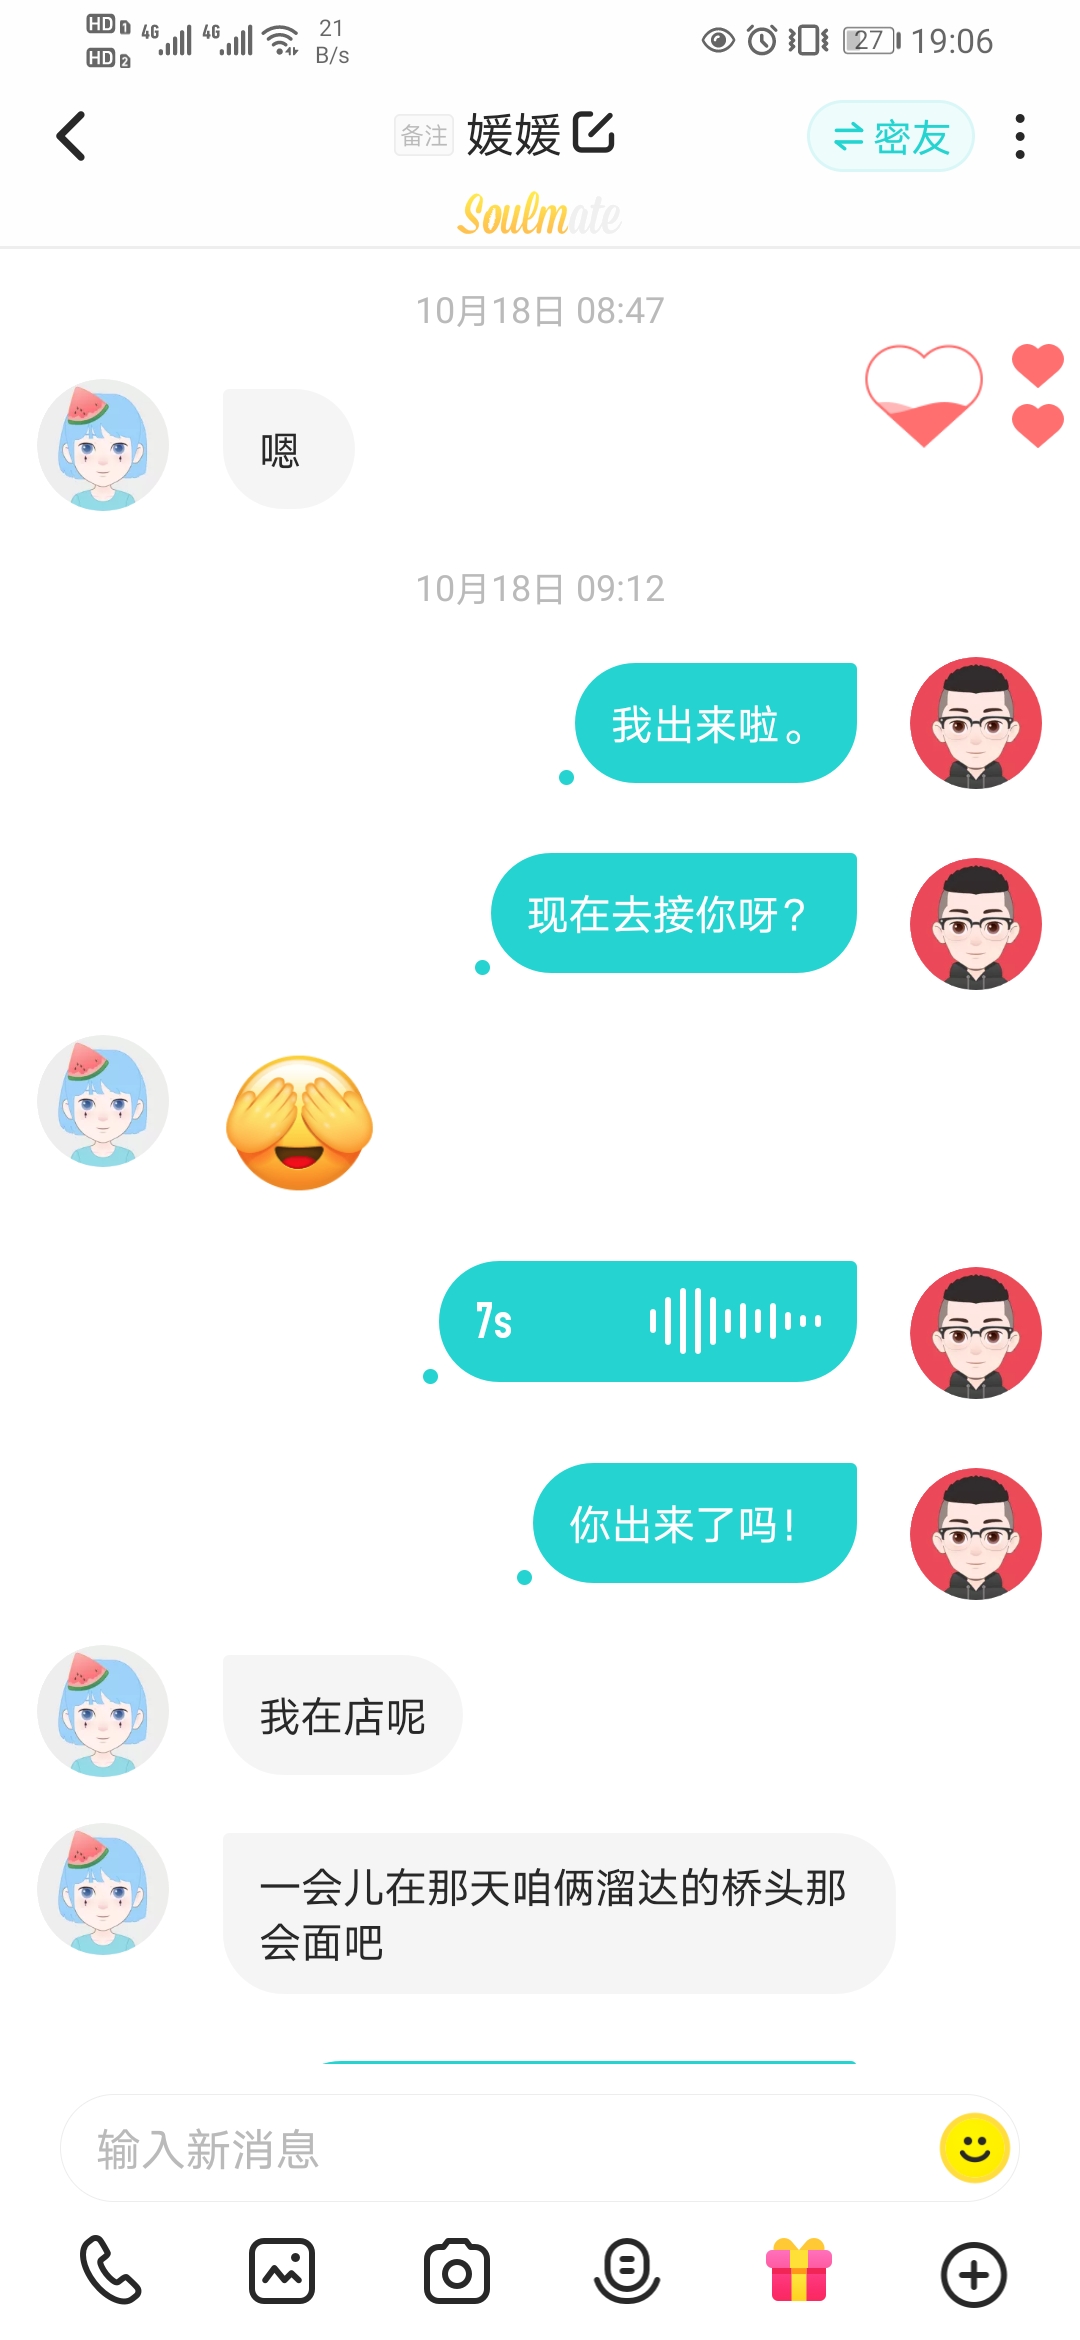 HD 1 4G 4G 21
HD 2 B/s
27 19:06
备注 媛媛 密友
Soulmate
10月18日 08:47
嗯
10月18日 09:12
我出来啦。
现在去接你呀?
7s
你出来了吗!
我在店呢
一会儿在那天咱俩溜达的桥头那
会面吧
输入新消息